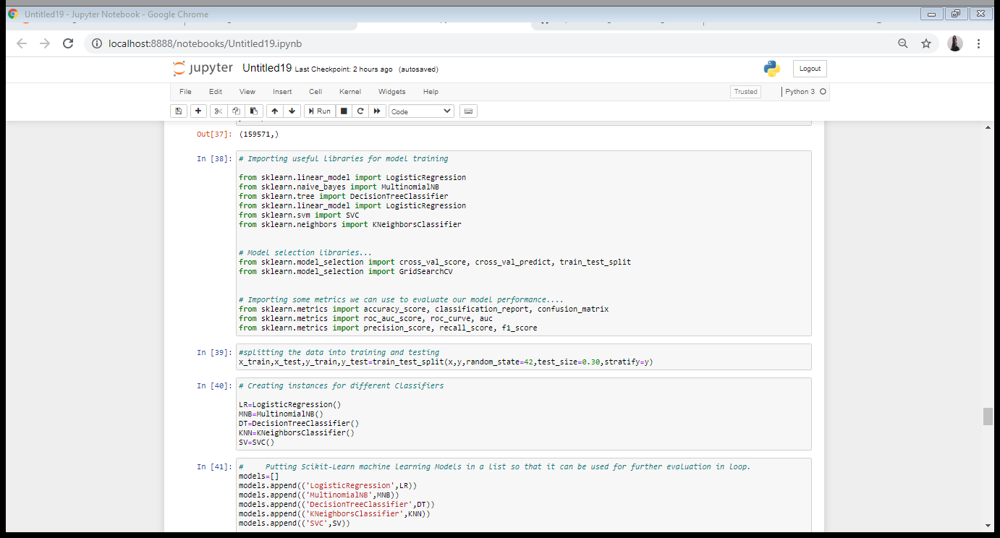 Untitled19 - Jupyter Notebook - Google Chrome
localhost:8888/notebooks/Untitled19.ipynb
jupyter Untitled19 Last Checkpoint: 2 hours ago (autosaved)
Logout
File Edit View Insert Cell Kernel Widgets Help
Trusted
Python 3
Run
Code
Out[37]: (159571,)
In [38]: # Importing useful libraries for model training
from sklearn.linear_model import LogisticRegression
from sklearn.naive_bayes import MultinomialNB
from sklearn.tree import DecisionTreeClassifier
from sklearn.linear_model import LogisticRegression
from sklearn.svm import SVC
from sklearn.neighbors import KNeighborsClassifier
# Model selection libraries...
from sklearn.model_selection import cross_val_score, cross_val_predict, train_test_split
from sklearn.model_selection import GridSearchCV
# Importing some metrics we can use to evaluate our model performance....
from sklearn.metrics import accuracy_score, classification_report, confusion_matrix
from sklearn.metrics import roc_auc_score, roc_curve, auc
from sklearn.metrics import precision_score, recall_score, f1_score
In [39]: #splitting the data into training and testing
x_train,x_test,y_train,y_test=train_test_split(x,y,random_state=42,test_size=0.30,stratify=y)
In [40]: # Creating instances for different Classifiers
LR=LogisticRegression()
MNB=MultinomialNB()
DT=DecisionTreeClassifier()
KNN=KNeighborsClassifier()
SV=SVC()
In [41]: # Putting Scikit-Learn machine learning Models in a list so that it can be used for further evaluation in loop.
models=[]
models.append(('LogisticRegression',LR))
models.append(('MultinomialNB',MNB))
models.append(('DecisionTreeClassifier',DT))
models.append(('KNeighborsClassifier',KNN))
models.append(('SVC',SV))